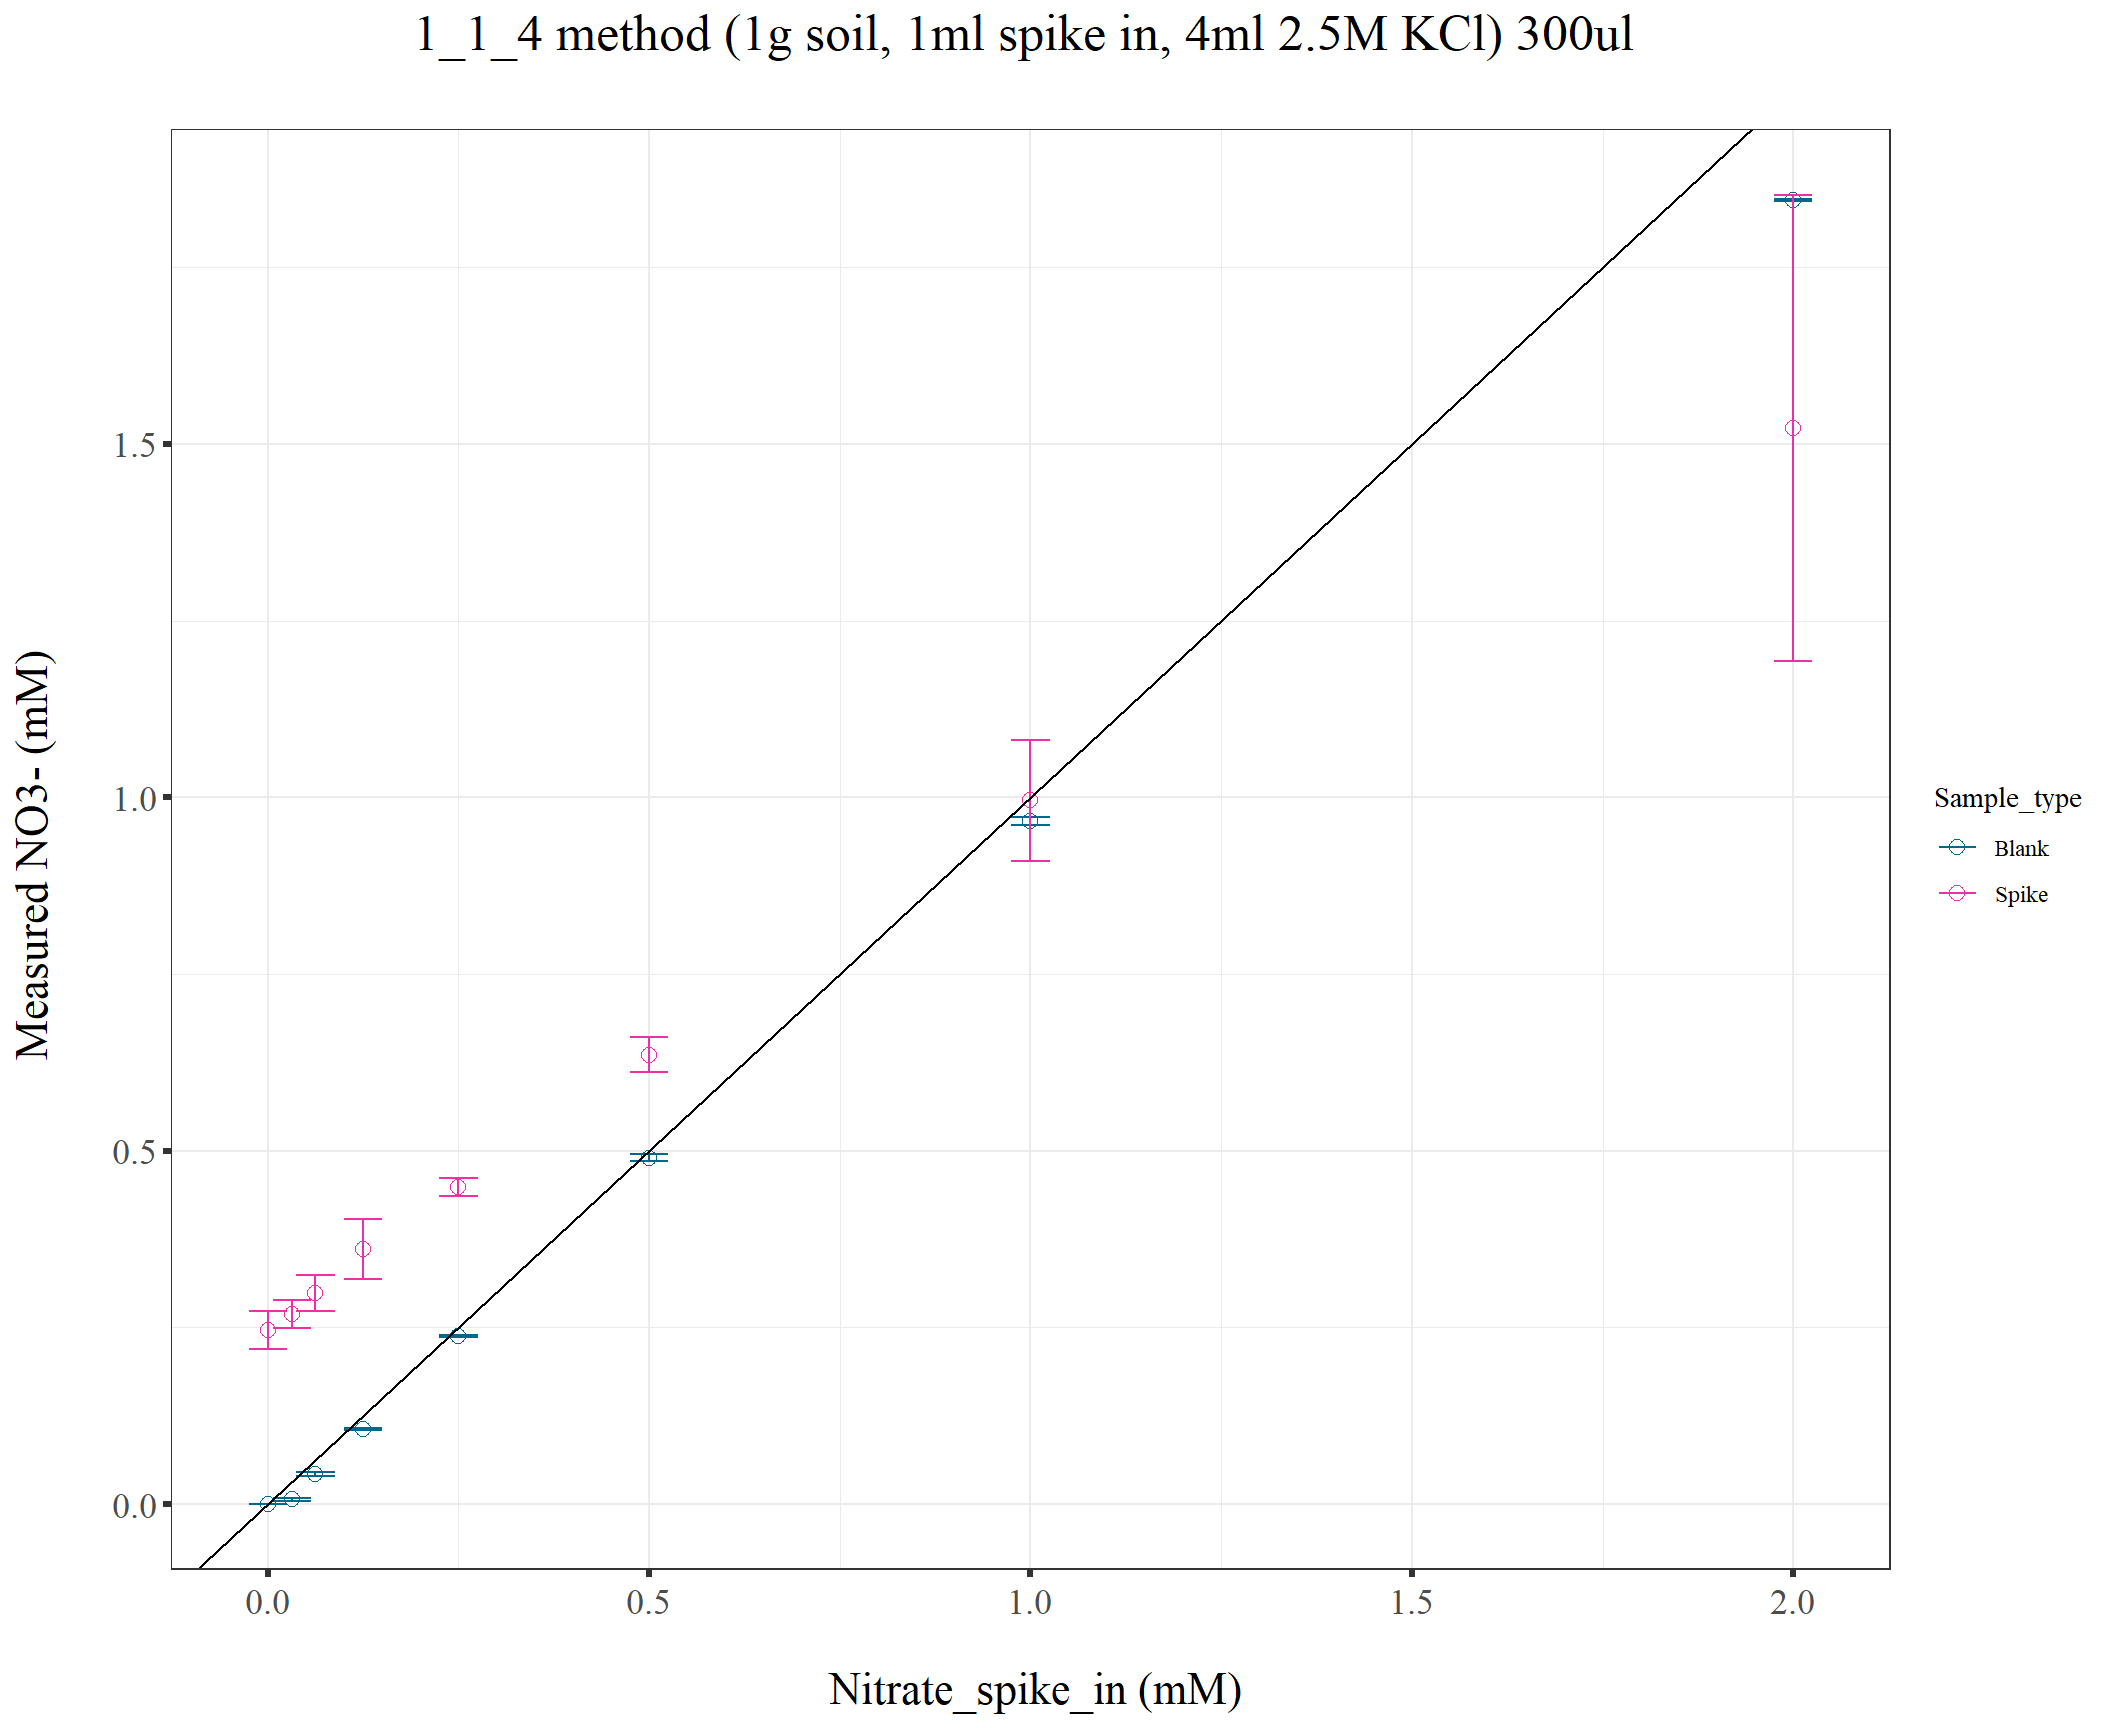 1_1_4 method (1g soil, 1ml spike in, 4ml 2.5M KCl) 300ul
Measured NO3- (mM)
1.5
1.0
0.5
0.0
0.0 0.5 1.0 1.5 2.0
Nitrate_spike_in (mM)
Sample_type
Blank
Spike